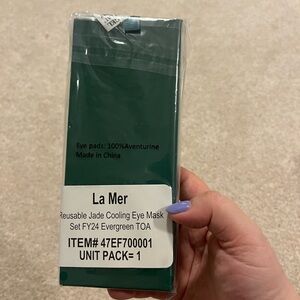 Eye pads: 100%Aventurine
Made in China
La Mer
Reusable Jade Cooling Eye Mask
Set FY24 Evergreen TOA
ITEM# 47EF700001
UNIT PACK= 1